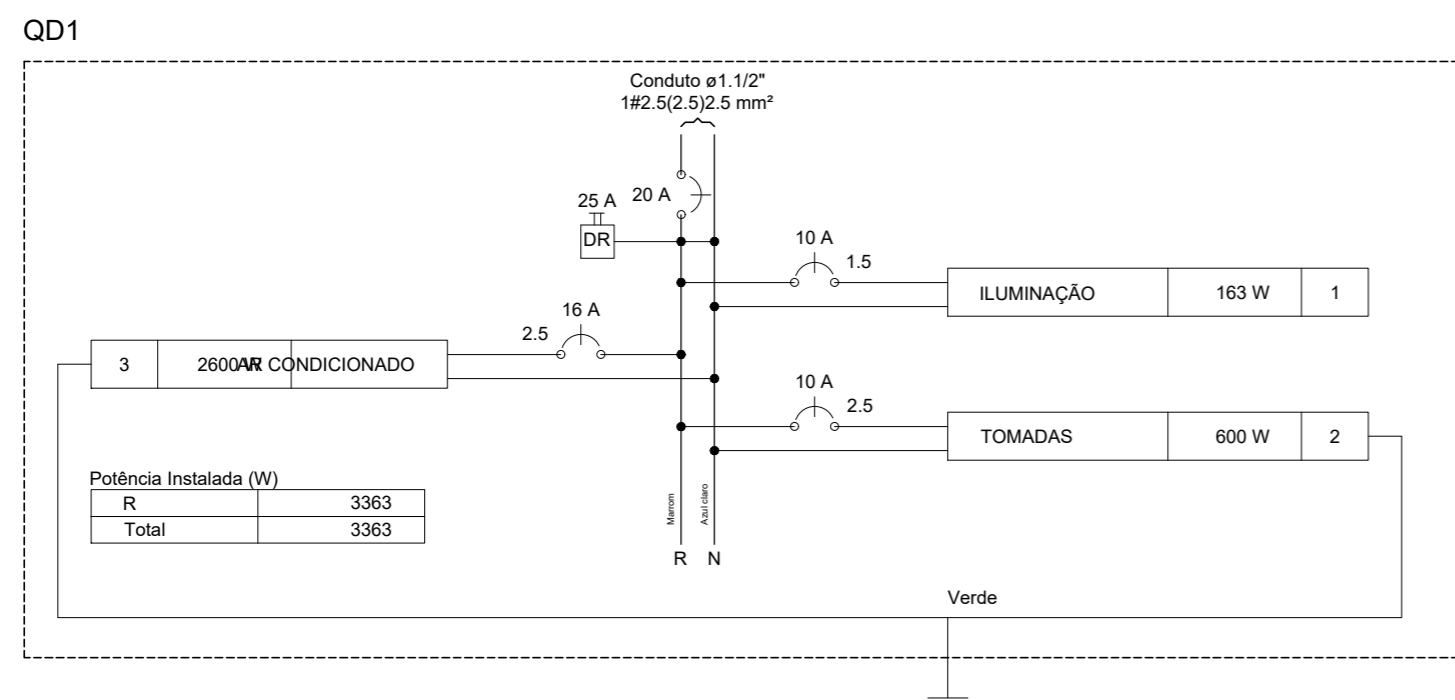 QD1
Conduto ø1.1/2"
1#2.5(2.5)2.5 mm²
25 A
20 A
DR
10 A
1.5
ILUMINAÇÃO 163 W 1
16 A
2.5
3 2600 W AR CONDICIONADO
10 A
2.5
TOMADAS 600 W 2
Potência Instalada (W)
R 3363
Total 3363
Marrom
Azul claro
R N
Verde